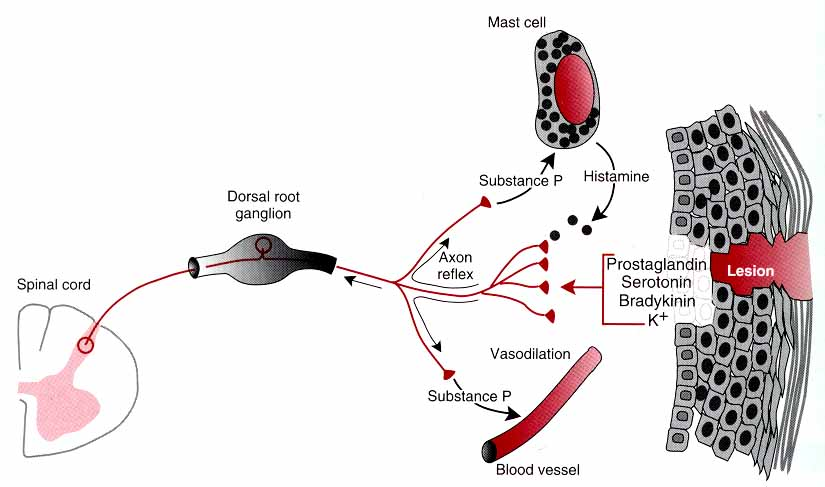 Mast cell
Substance P
Histamine
Dorsal root
ganglion
Axon
reflex
Prostaglandin
Serotonin
Bradykinin
K+
Lesion
Spinal cord
Vasodilation
Substance P
Blood vessel